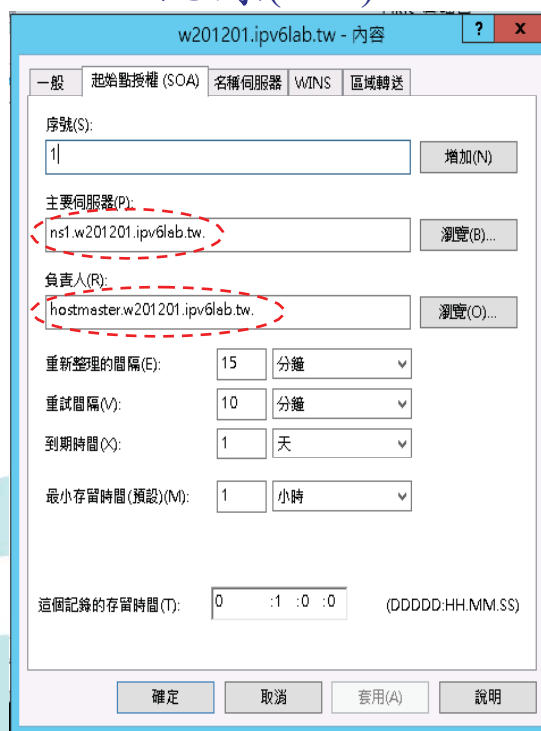 w201201.ipv6lab.tw - 內容 ? x
一般 起始點授權 (SOA) 名稱伺服器 WINS 區域轉送
序號(S):
1 增加(N)
主要伺服器(P):
ns1.w201201.ipv6lab.tw. 瀏覽(B)...
負責人(R):
hostmaster.w201201.ipv6lab.tw. 瀏覽(O)...
重新整理的間隔(E): 15 分鐘
重試間隔(V): 10 分鐘
到期時間(X): 1 天
最小存留時間(預設)(M): 1 小時
這個記錄的存留時間(T): 0 :1 :0 :0 (DDDDD:HH.MM.SS)
確定 取消 套用(A) 說明